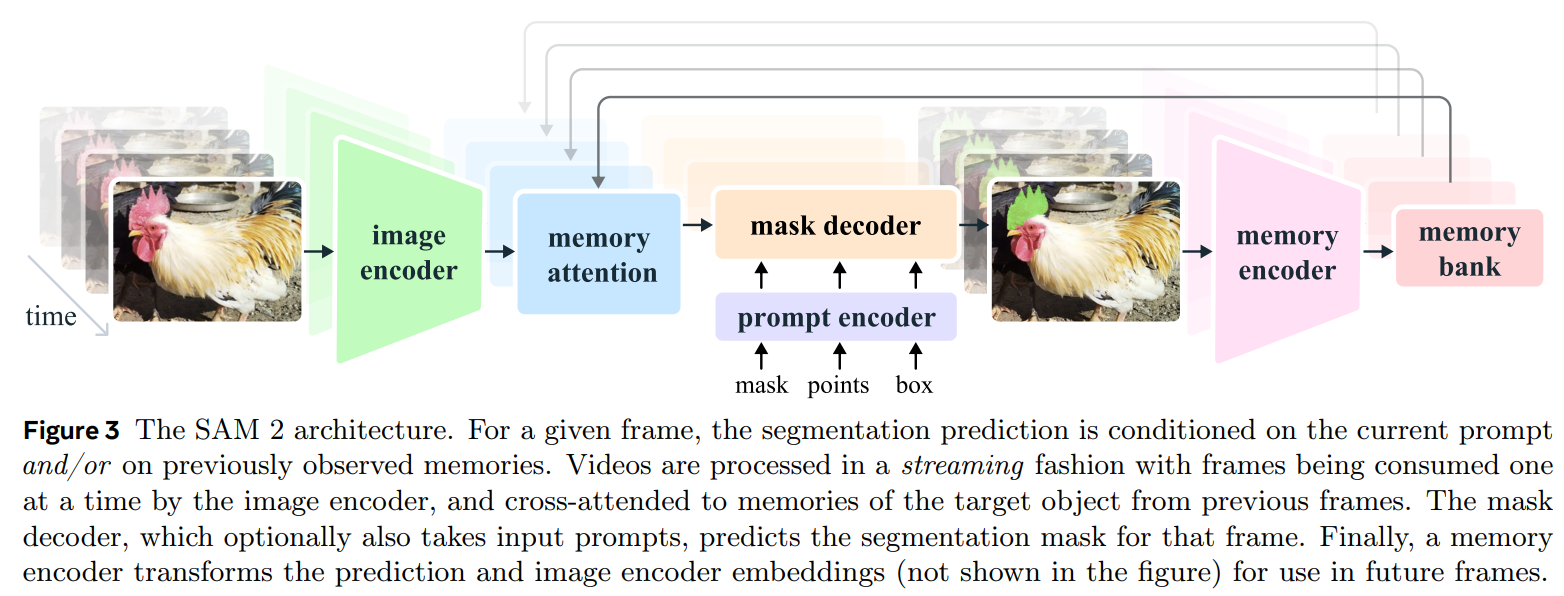 time
image
encoder
memory
attention
mask decoder
prompt encoder
mask points box
memory
encoder
memory
bank
Figure 3 The SAM 2 architecture. For a given frame, the segmentation prediction is conditioned on the current prompt
and/or on previously observed memories. Videos are processed in a streaming fashion with frames being consumed one
at a time by the image encoder, and cross-attended to memories of the target object from previous frames. The mask
decoder, which optionally also takes input prompts, predicts the segmentation mask for that frame. Finally, a memory
encoder transforms the prediction and image encoder embeddings (not shown in the figure) for use in future frames.